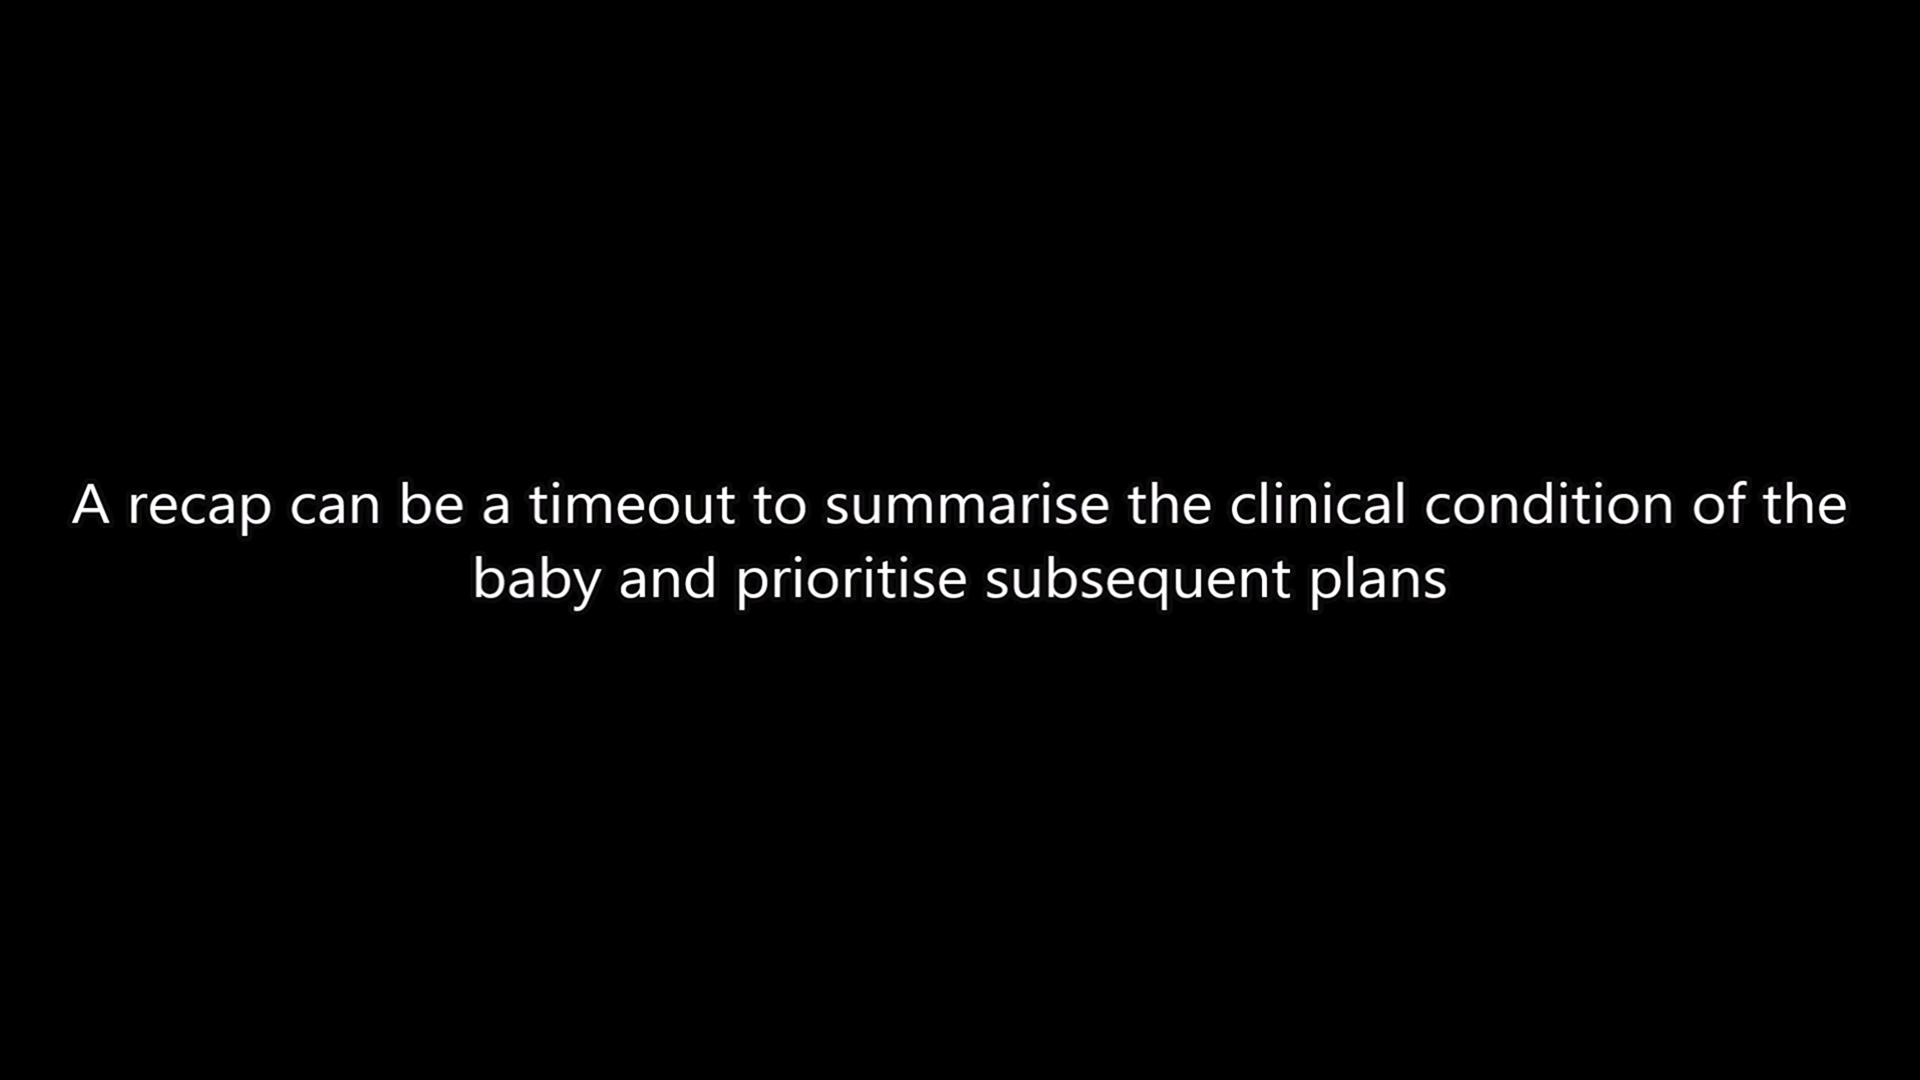 A recap can be a timeout to summarise the clinical condition of the
baby and prioritise subsequent plans